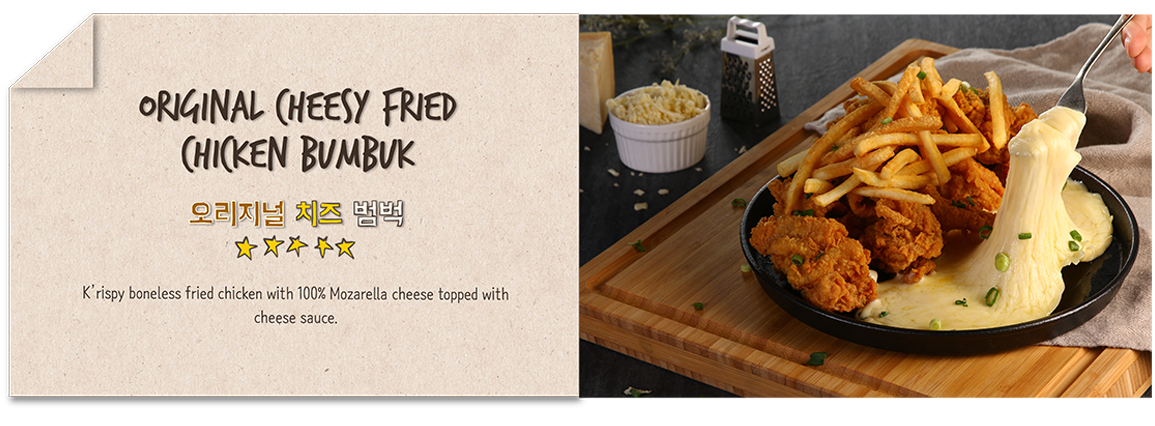 ORIGINAL CHEESY FRIED
CHICKEN BUMBUK
오리지널 치즈 범벅
K'rispy boneless fried chicken with 100% Mozarella cheese topped with
cheese sauce.